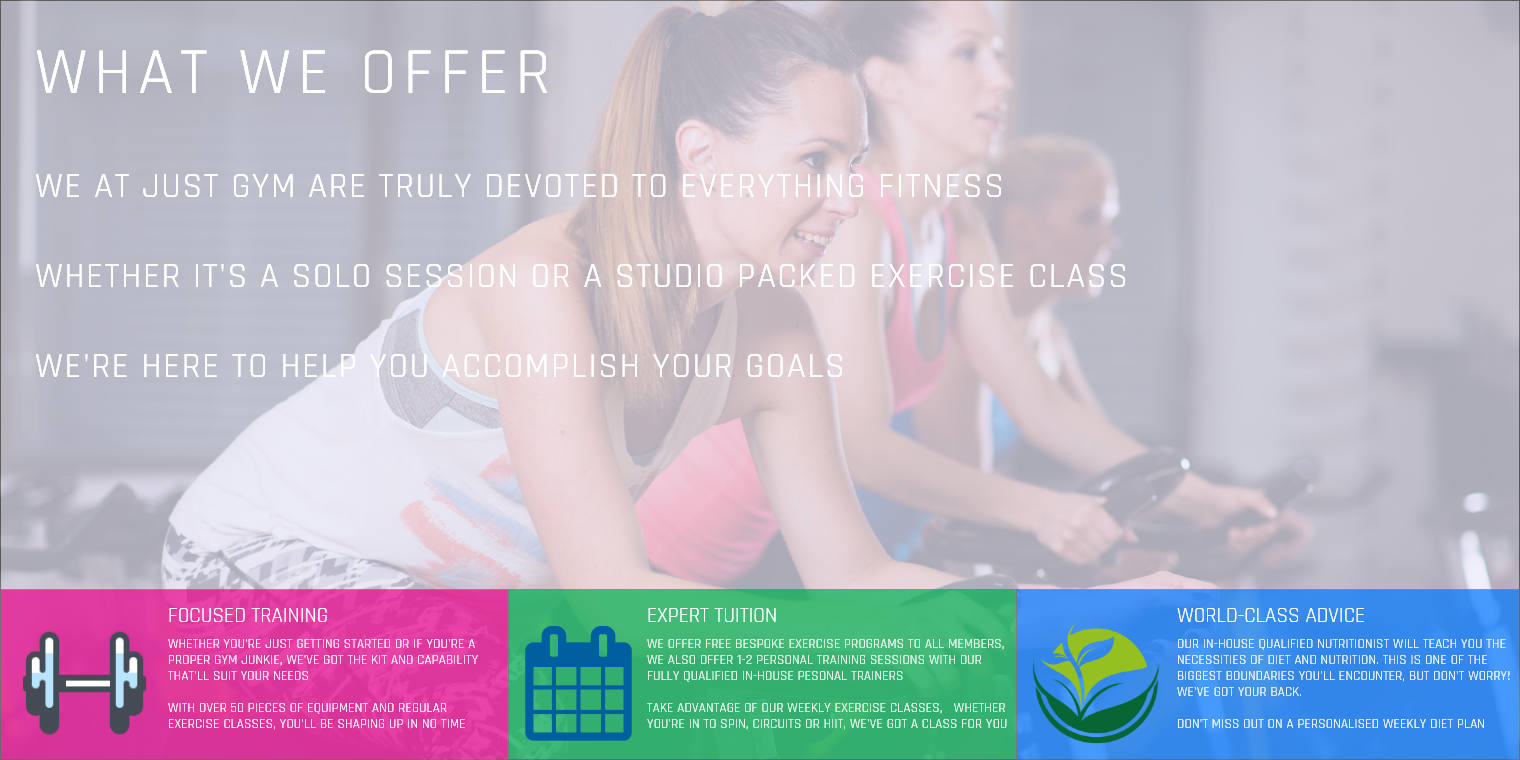 WHAT WE OFFER
WE AT JUST GYM ARE TRULY DEVOTED TO EVERYTHING FITNESS
WHETHER IT'S A SOLO SESSION OR A STUDIO PACKED EXERCISE CLASS
WE'RE HERE TO HELP YOU ACCOMPLISH YOUR GOALS
FOCUSED TRAINING
WHETHER YOU'RE JUST GETTING STARTED OR IF YOU'RE A
PROPER GYM JUNKIE, WE'VE GOT THE KIT AND CAPABILITY
THAT'LL SUIT YOUR NEEDS
WITH OVER 50 PIECES OF EQUIPMENT AND REGULAR
EXERCISE CLASSES, YOU'LL BE SHAPING UP IN NO TIME
EXPERT TUITION
WE OFFER FREE BESPOKE EXERCISE PROGRAMS TO ALL MEMBERS,
WE ALSO OFFER 1-2 PERSONAL TRAINING SESSIONS WITH OUR
FULLY QUALIFIED IN-HOUSE PESONAL TRAINERS
TAKE ADVANTAGE OF OUR WEEKLY EXERCISE CLASSES, WHETHER
YOU'RE IN TO SPIN, CIRCUITS OR HIIT, WE'VE GOT A CLASS FOR YOU
WORLD-CLASS ADVICE
OUR IN-HOUSE QUALIFIED NUTRITIONIST WILL TEACH YOU THE
NECESSITIES OF DIET AND NUTRITION. THIS IS ONE OF THE
BIGGEST BOUNDARIES YOU'LL ENCOUNTER, BUT DON'T WORRY!
WE'VE GOT YOUR BACK.
DON'T MISS OUT ON A PERSONALISED WEEKLY DIET PLAN